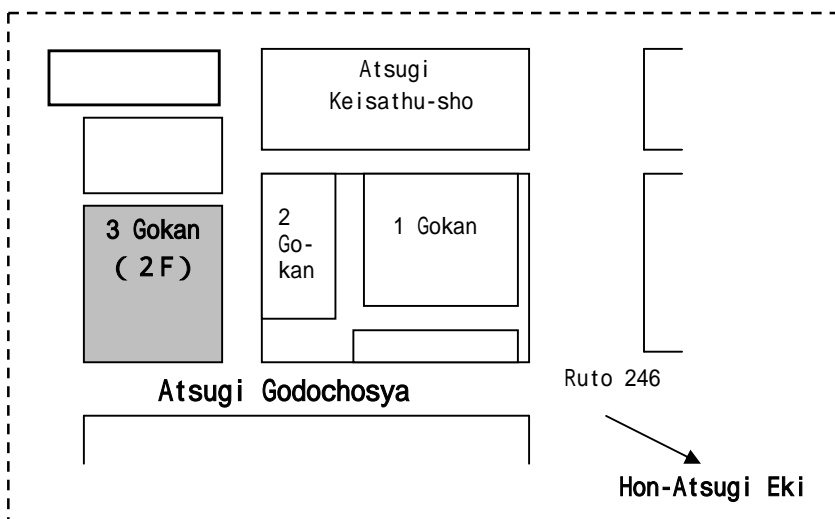 Atsugi
Keisathu-sho
3 Gokan
(2F)
2
Go-
kan
1 Gokan
Atsugi Godochosya
Ruto 246
Hon-Atsugi Eki